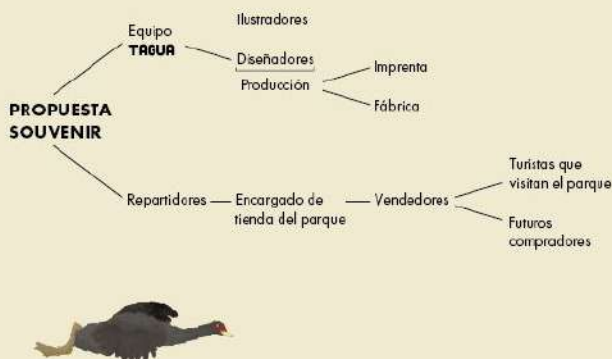 Ilustradores
Equipo
TAGUA
Diseñadores
Producción
Imprenta
Fábrica
PROPUESTA
SOUVENIR
Repartidores
Encargado de
tienda del parque
Vendedores
Turistas que
visitan el parque
Futuros
compradores